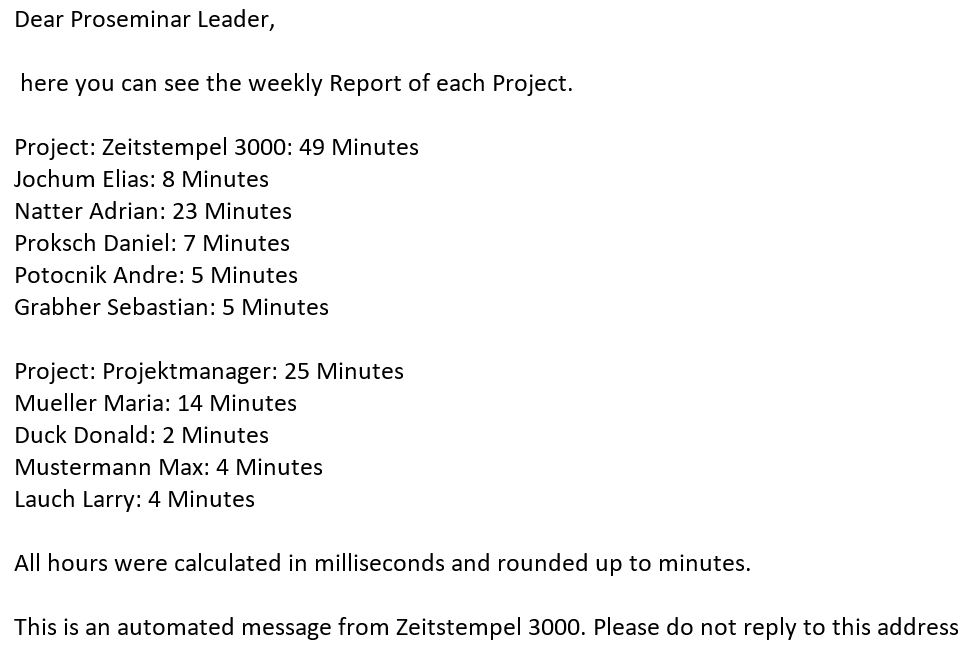 Dear Proseminar Leader,
here you can see the weekly Report of each Project.
Project: Zeitstempel 3000: 49 Minutes
Jochum Elias: 8 Minutes
Natter Adrian: 23 Minutes
Proksch Daniel: 7 Minutes
Potocnik Andre: 5 Minutes
Grabher Sebastian: 5 Minutes
Project: Projektmanager: 25 Minutes
Mueller Maria: 14 Minutes
Duck Donald: 2 Minutes
Mustermann Max: 4 Minutes
Lauch Larry: 4 Minutes
All hours were calculated in milliseconds and rounded up to minutes.
This is an automated message from Zeitstempel 3000. Please do not reply to this address